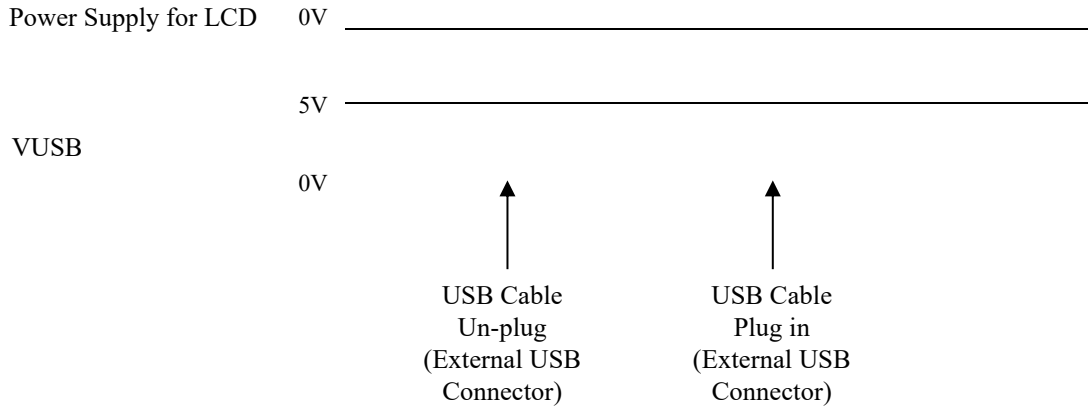 Power Supply for LCD 0V
5V
VUSB
0V
USB Cable
Un-plug
(External USB
Connector)
USB Cable
Plug in
(External USB
Connector)